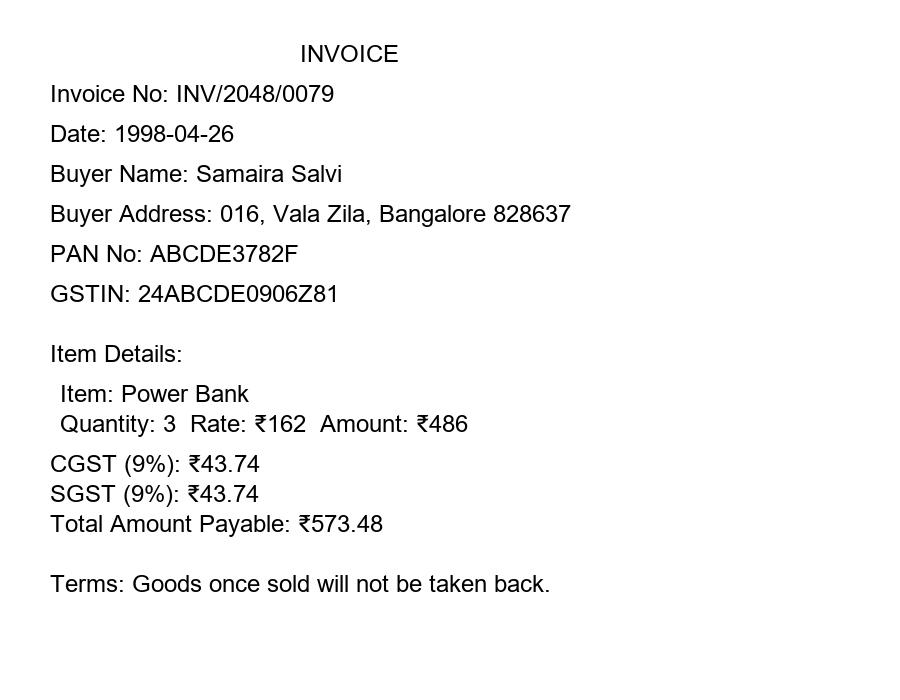 INVOICE
Invoice No: INV/2048/0079
Date: 1998-04-26
Buyer Name: Samaira Salvi
Buyer Address: 016, Vala Zila, Bangalore 828637
PAN No: ABCDE3782F
GSTIN: 24ABCDE0906Z81
Item Details:
Item: Power Bank
Quantity: 3  Rate: ₹162  Amount: ₹486
CGST (9%): ₹43.74
SGST (9%): ₹43.74
Total Amount Payable: ₹573.48
Terms: Goods once sold will not be taken back.